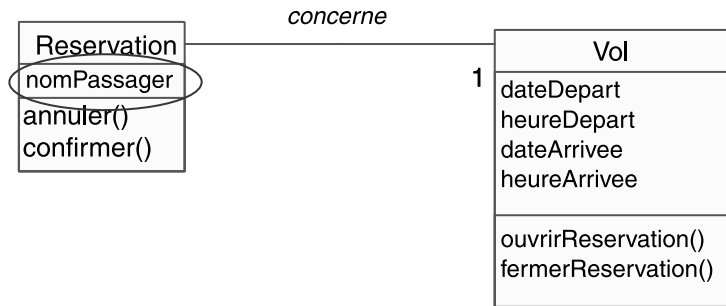 concerne
Reservation
nomPassager
annuler()
confirmer()
1
Vol
dateDepart
heureDepart
dateArrivee
heureArrivee
ouvrirReservation()
fermerReservation()